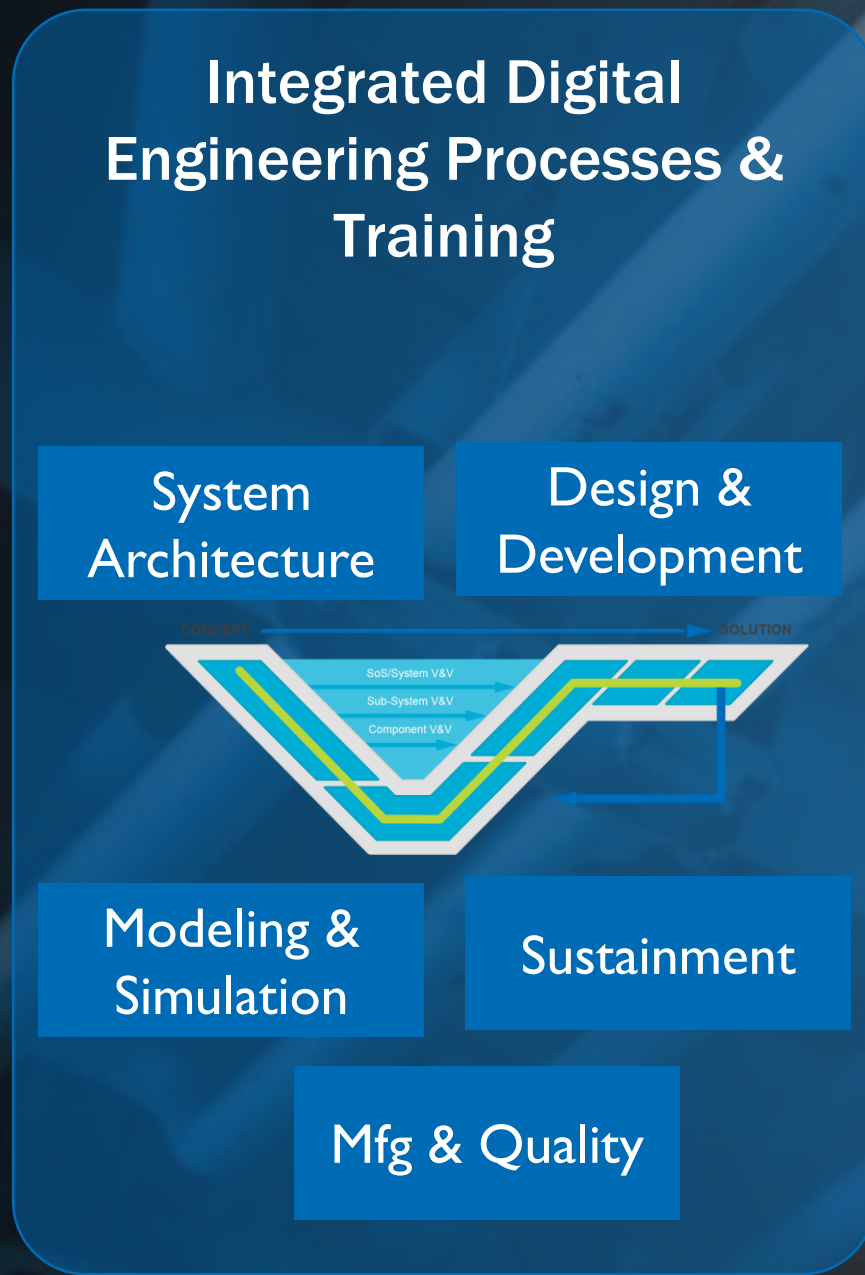 Integrated Digital
Engineering Processes &
Training
System
Architecture
Design &
Development
CONCEPT
SOLUTION
SoS/System V&V
Sub-System V&V
Component V&V
Modeling &
Simulation
Sustainment
Mfg & Quality